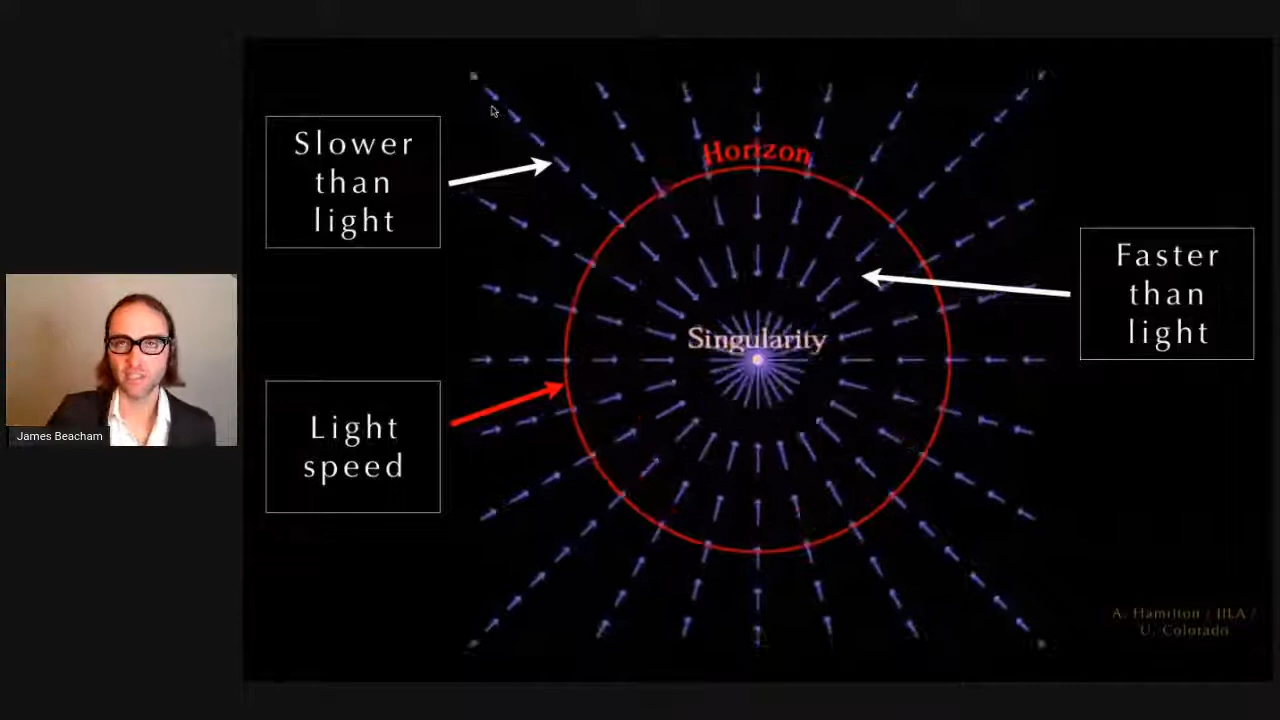 Slower
than
light
Horizon
Faster
than
light
Singularity
Light
speed
James Beacham
A. Hamilton / JILA /
U. Colorado